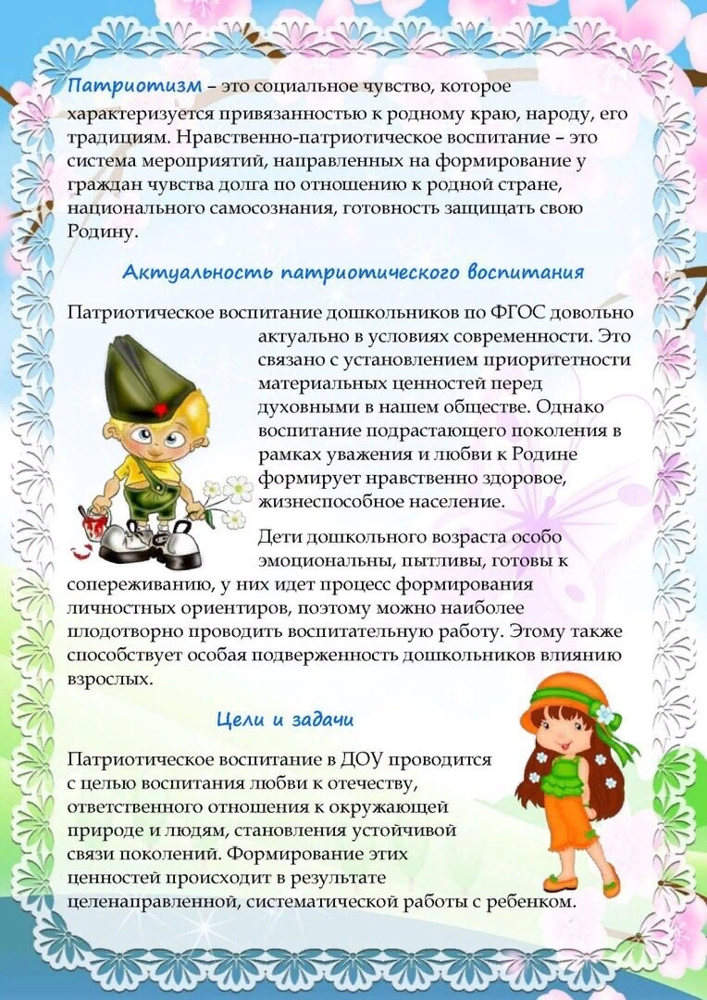 Патриотизм – это социальное чувство, которое
характеризуется привязанностью к родному краю, народу, его
традициям. Нравственно-патриотическое воспитание – это
система мероприятий, направленных на формирование у
граждан чувства долга по отношению к родной стране,
национального самосознания, готовность защищать свою
Родину.
Актуальность патриотического воспитания
Патриотическое воспитание дошкольников по ФГОС довольно
актуально в условиях современности. Это
связано с установлением приоритетности
материальных ценностей перед
духовными в нашем обществе. Однако
воспитание подрастающего поколения в
рамках уважения и любви к Родине
формирует нравственно здоровое,
жизнеспособное население.
Дети дошкольного возраста особо
эмоциональны, пытливы, готовы к
сопереживанию, у них идет процесс формирования
личностных ориентиров, поэтому можно наиболее
плодотворно проводить воспитательную работу. Этому также
способствует особая подверженность дошкольников влиянию
взрослых.
Цели и задачи
Патриотическое воспитание в ДОУ проводится
с целью воспитания любви к отечеству,
ответственного отношения к окружающей
природе и людям, становления устойчивой
связи поколений. Формирование этих
ценностей происходит в результате
целенаправленной, систематической работы с ребенком.